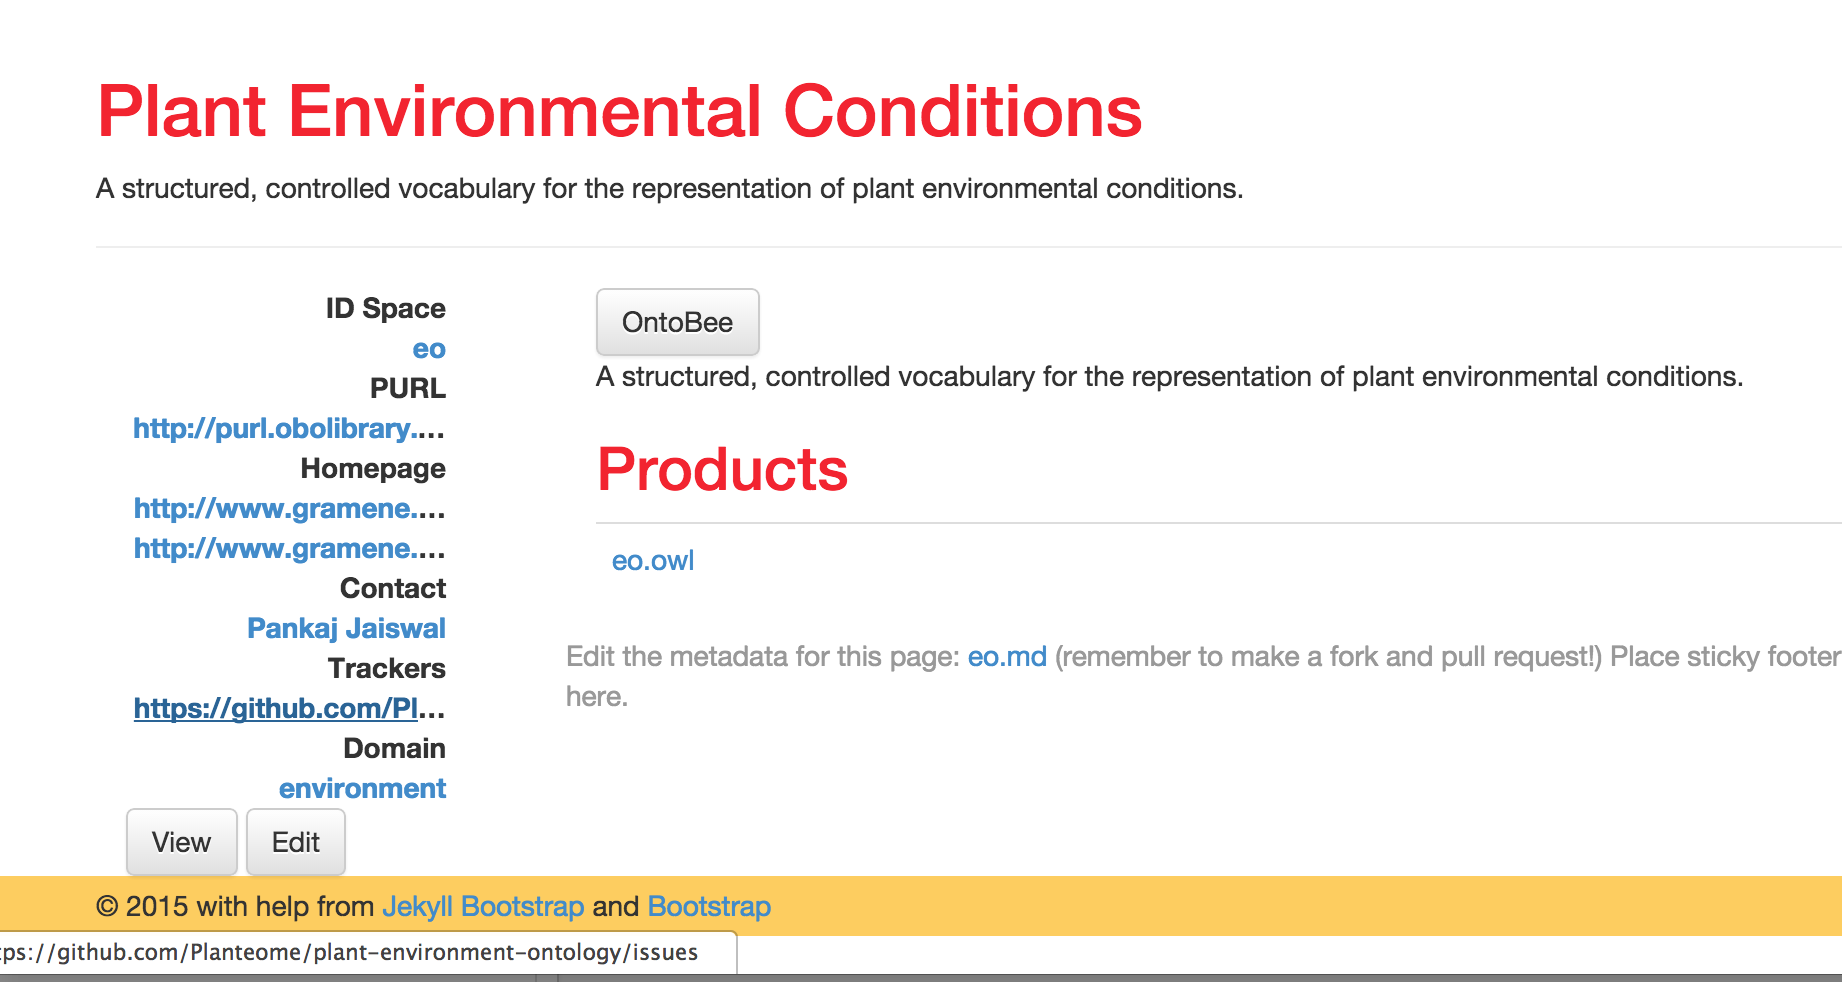 Plant Environmental Conditions
A structured, controlled vocabulary for the representation of plant environmental conditions.
ID Space
eo
PURL
http://purl.obolibrary....
Homepage
http://www.gramene....
http://www.gramene....
Contact
Pankaj Jaiswal
Trackers
https://github.com/Pl...
Domain
environment
View Edit
OntoBee
A structured, controlled vocabulary for the representation of plant environmental conditions.
Products
eo.owl
Edit the metadata for this page: eo.md (remember to make a fork and pull request!) Place sticky footer
here.
© 2015 with help from Jekyll Bootstrap and Bootstrap
tps://github.com/Planteome/plant-environment-ontology/issues